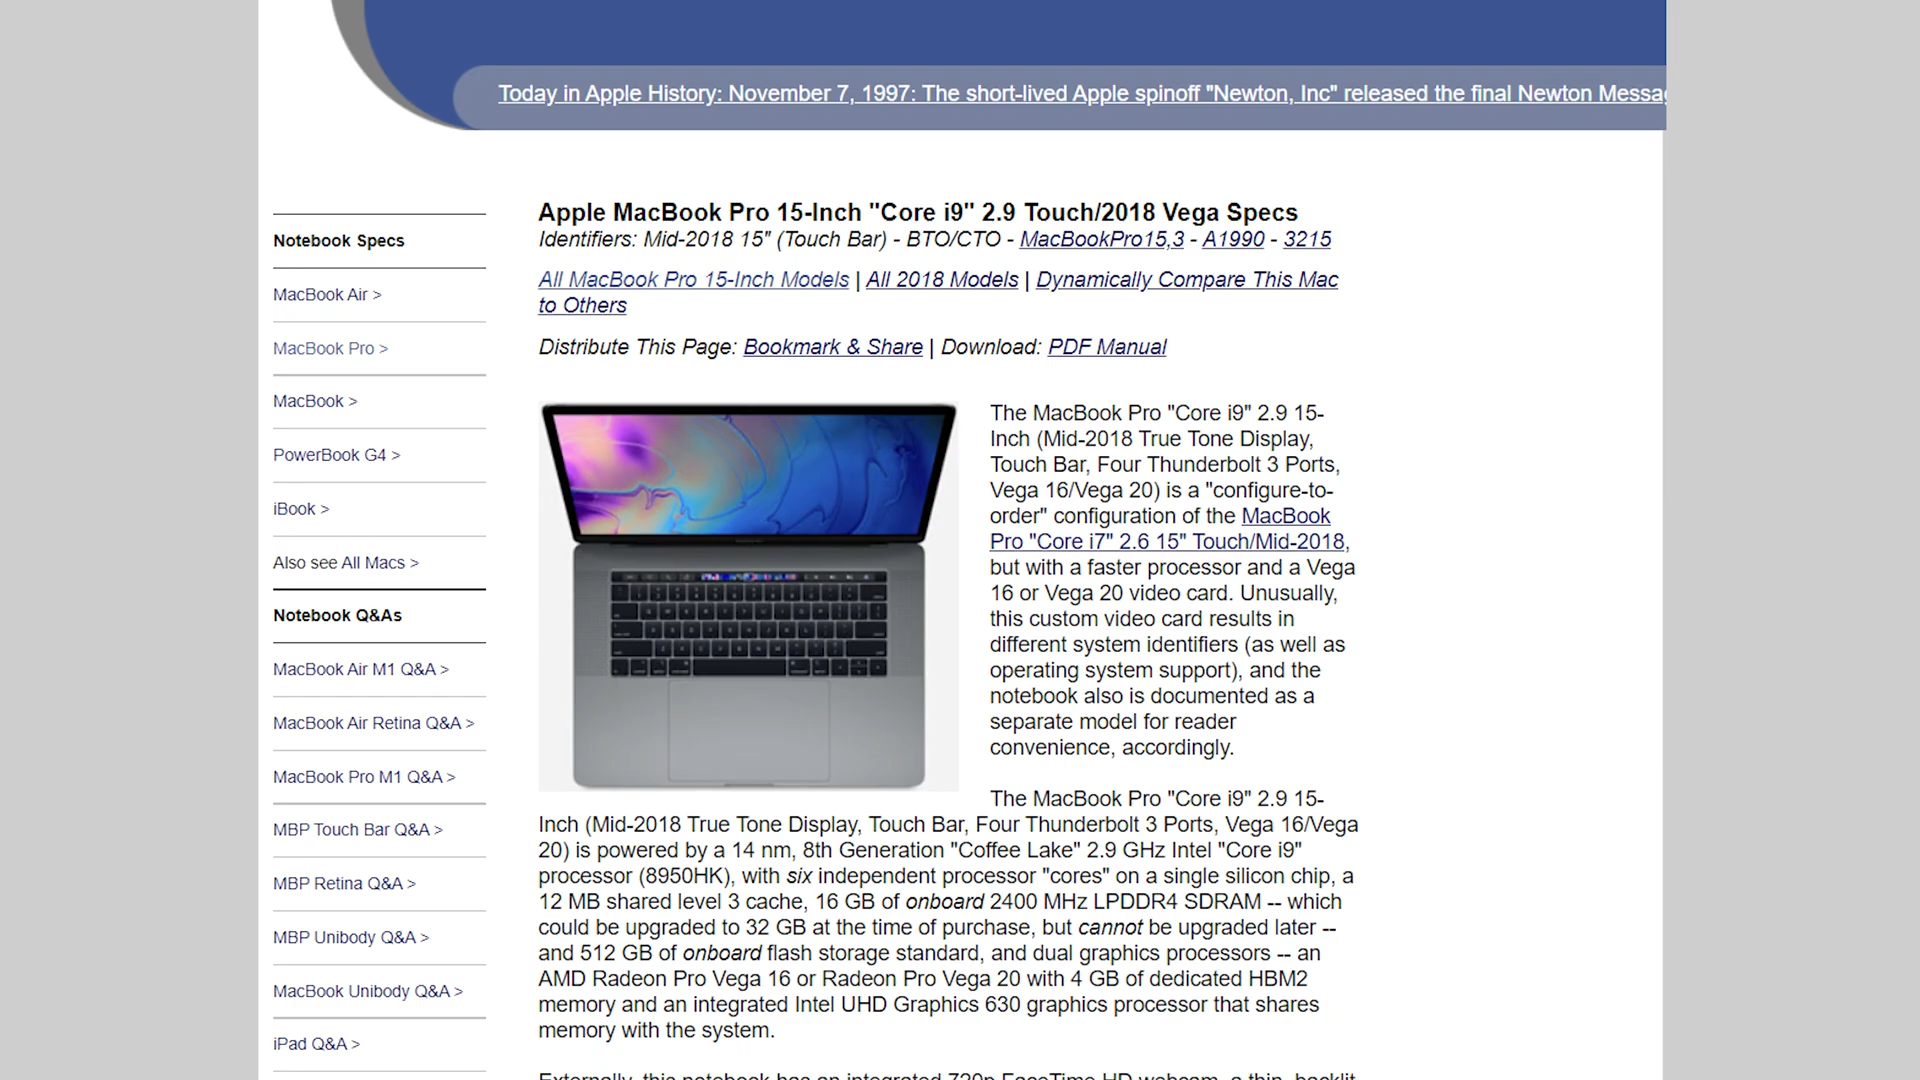 Today in Apple History: November 7, 1997: The short-lived Apple spinoff "Newton, Inc" released the final Newton
Notebook Specs
MacBook Air >
MacBook Pro >
MacBook >
PowerBook G4 >
iBook >
Also see All Macs >
Notebook Q&As
MacBook Air M1 Q&A >
MacBook Air Retina Q&A >
MacBook Pro M1 Q&A >
MBP Touch Bar Q&A >
MBP Retina Q&A >
MBP Unibody Q&A >
MacBook Unibody Q&A >
iPad Q&A >
Apple MacBook Pro 15-Inch "Core i9" 2.9 Touch/2018 Vega Specs
Identifiers: Mid-2018 15" (Touch Bar) - BTO/CTO - MacBookPro15,3 - A1990 - 3215
All MacBook Pro 15-Inch Models | All 2018 Models | Dynamically Compare This Mac
to Others
Distribute This Page: Bookmark & Share | Download: PDF Manual
The MacBook Pro "Core i9" 2.9 15-
Inch (Mid-2018 True Tone Display,
Touch Bar, Four Thunderbolt 3 Ports,
Vega 16/Vega 20) is a "configure-to-
order" configuration of the MacBook
Pro "Core i7" 2.6 15" Touch/Mid-2018,
but with a faster processor and a Vega
16 or Vega 20 video card. Unusually,
this custom video card results in
different system identifiers (as well as
operating system support), and the
notebook also is documented as a
separate model for reader
convenience, accordingly.
The MacBook Pro "Core i9" 2.9 15-
Inch (Mid-2018 True Tone Display, Touch Bar, Four Thunderbolt 3 Ports, Vega 16/Vega
20) is powered by a 14 nm, 8th Generation "Coffee Lake" 2.9 GHz Intel "Core i9"
processor (8950HK), with six independent processor "cores" on a single silicon chip, a
12 MB shared level 3 cache, 16 GB of onboard 2400 MHz LPDDR4 SDRAM -- which
could be upgraded to 32 GB at the time of purchase, but cannot be upgraded later --
and 512 GB of onboard flash storage standard, and dual graphics processors -- an
AMD Radeon Pro Vega 16 or Radeon Pro Vega 20 with 4 GB of dedicated HBM2
memory and an integrated Intel UHD Graphics 630 graphics processor that shares
memory with the system.
Externally, this notebook has an integrated 720p FaceTime HD webcam, a thin, backlit